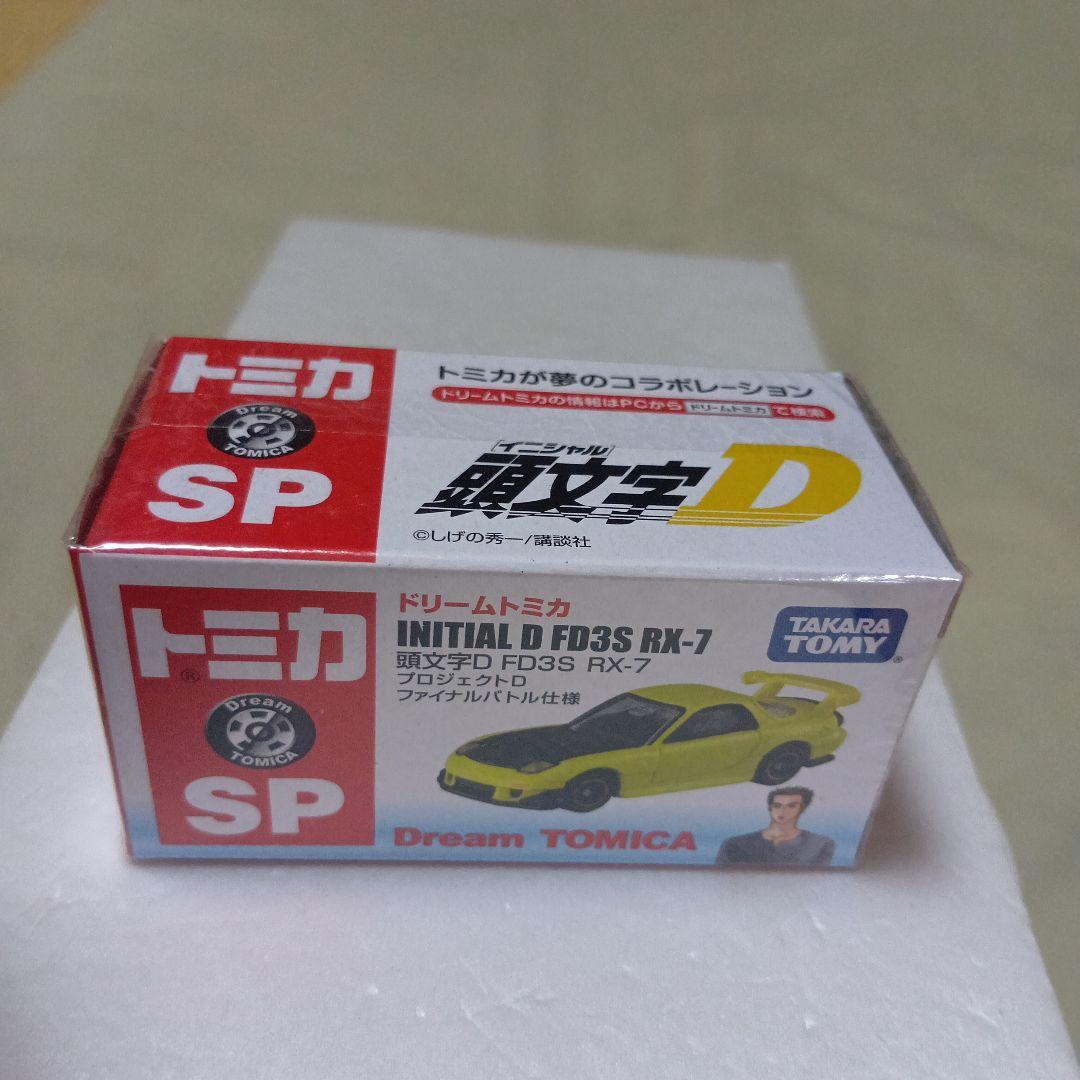 トミカ
Dream
TOMICA
SP
トミカが夢のコラボレーション
ドリームトミカの情報はPCから ドリームトミカ で検索
[イニシャル]
頭文字D
©しげの秀一/講談社
トミカ®
Dream
TOMICA
SP
ドリームトミカ
INITIAL D FD3S RX-7
頭文字D FD3S RX-7
プロジェクトD
ファイナルバトル仕様
TAKARA
TOMY®
Dream TOMICA